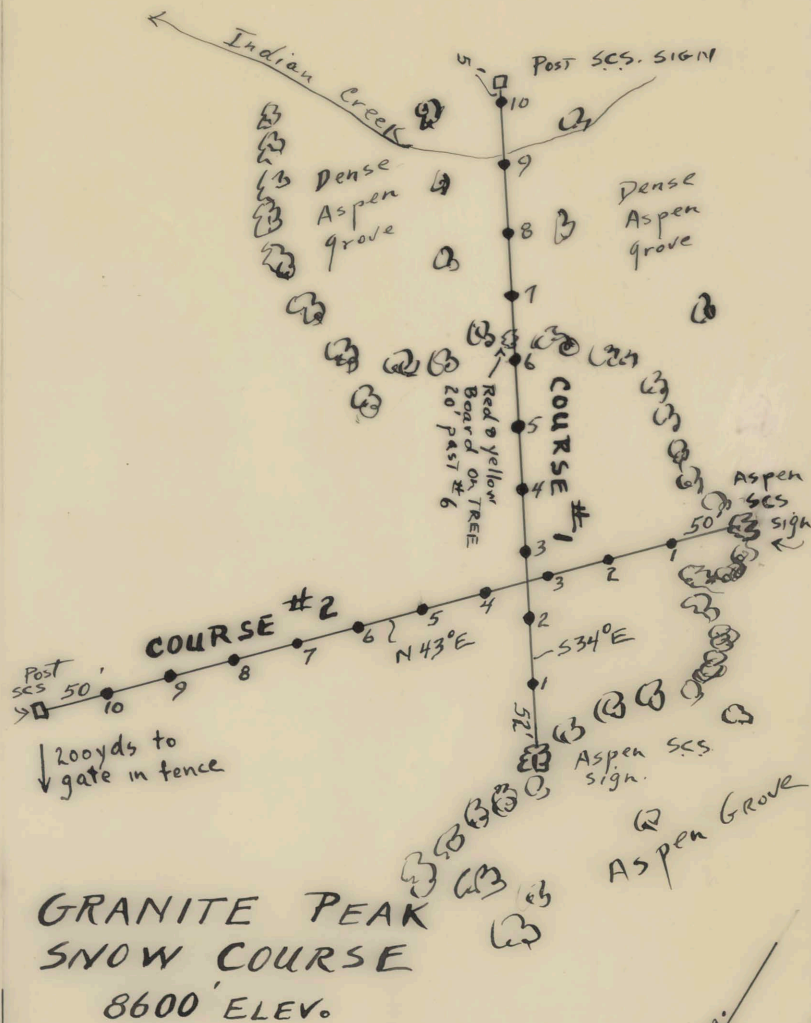 Indian Creek
5'
POST SCS. SIGN
10
9
8
7
6
5
4
3
2
1
52'
Dense
Aspen
grove
Dense
Aspen
grove
COURSE #1
Red & yellow
Board on TREE
20' past #6
Aspen
SCS
sign
50'
1
2
3
4
5
6
7
8
9
10
COURSE #2
N 43°E
S34°E
Post
SCS
50'
200yds to
gate in fence
Aspen SCS
sign.
Aspen Grove
GRANITE PEAK
SNOW COURSE
8600' ELEV.